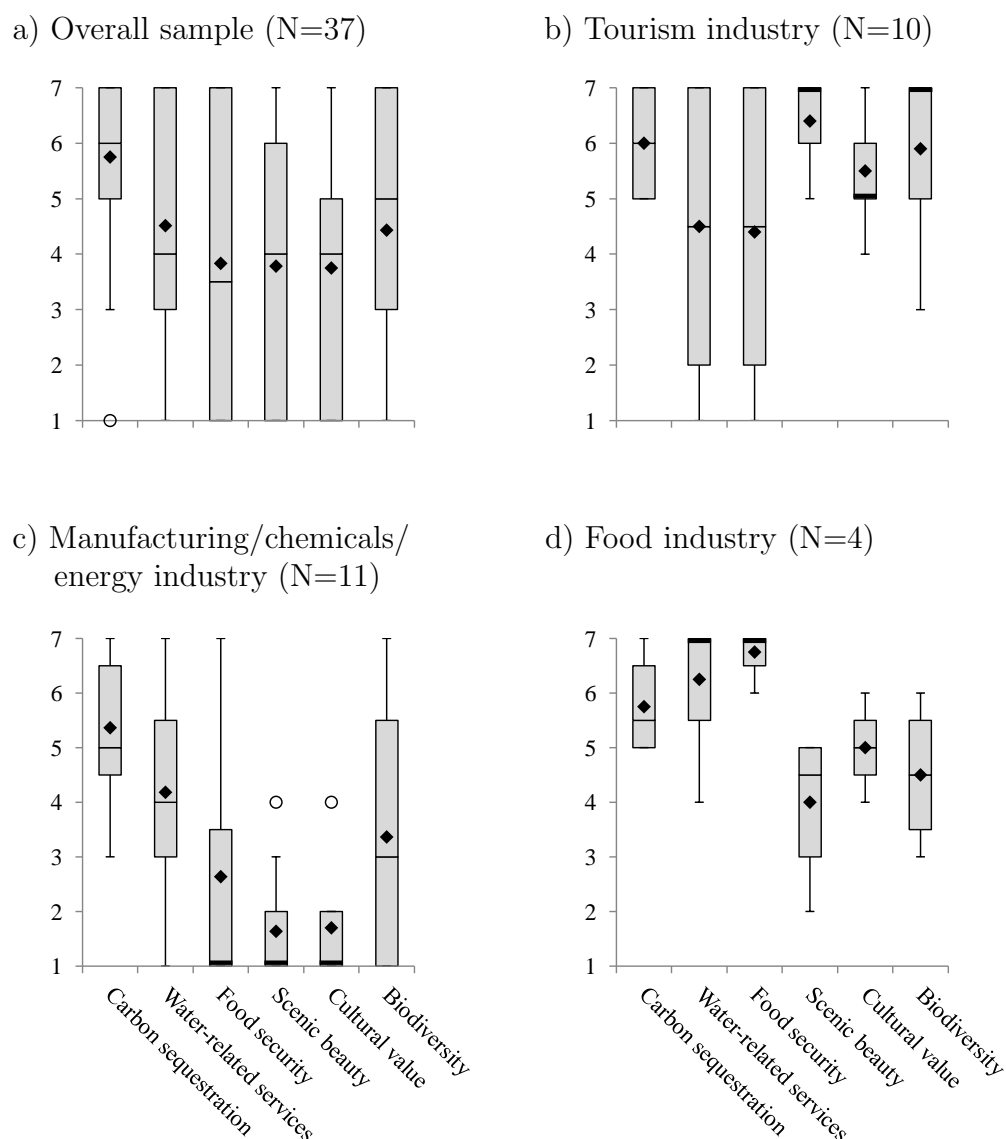 a) Overall sample (N=37)
7
6
5
4
3
2
1
b) Tourism industry (N=10)
7
6
5
4
3
2
1
c) Manufacturing/chemicals/
energy industry (N=11)
7
6
5
4
3
2
1
Carbon sequestration
Water-related services
Food security
Scenic beauty
Cultural value
Biodiversity
d) Food industry (N=4)
7
6
5
4
3
2
1
Carbon sequestration
Water-related services
Food security
Scenic beauty
Cultural value
Biodiversity